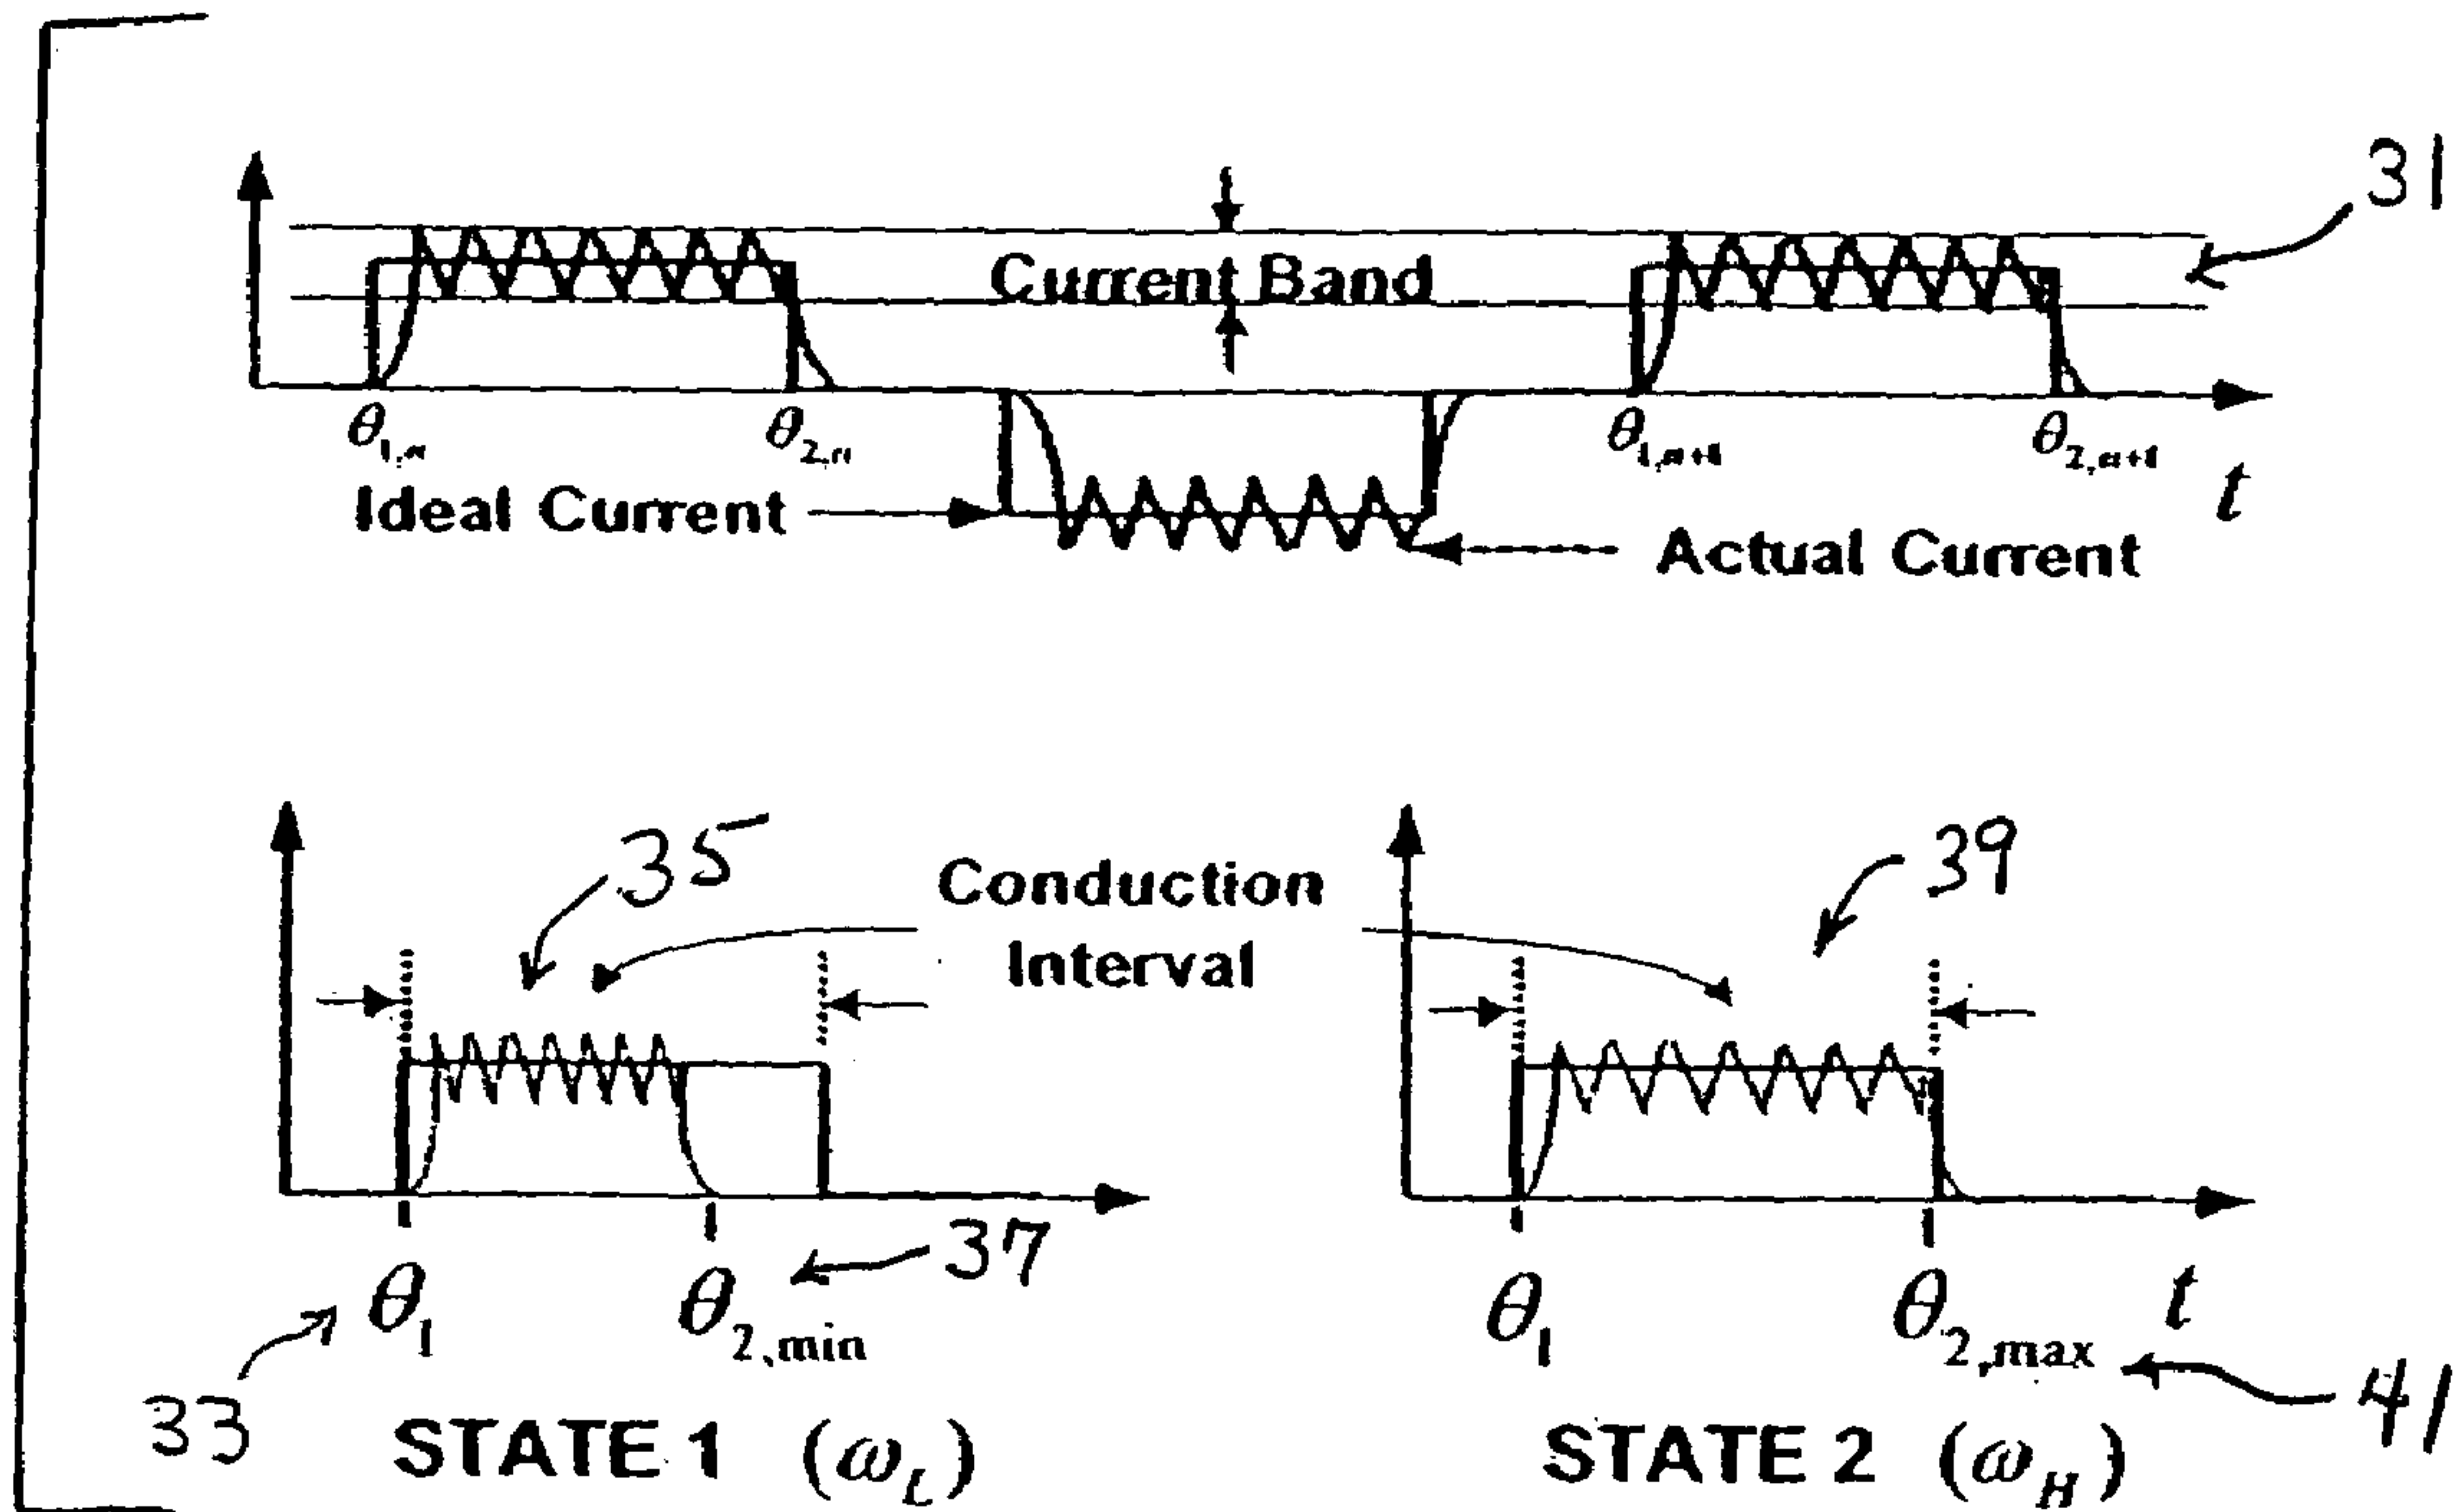 31
Current Band
θ1,n θ2,n θ1,n+1 θ2,n+1
t
Ideal Current
Actual Current
35
Conduction
Interval
39
37
θ1 θ2,min
θ1 θ2,max
t
33
41
STATE 1 (ωL)
STATE 2 (ωH)